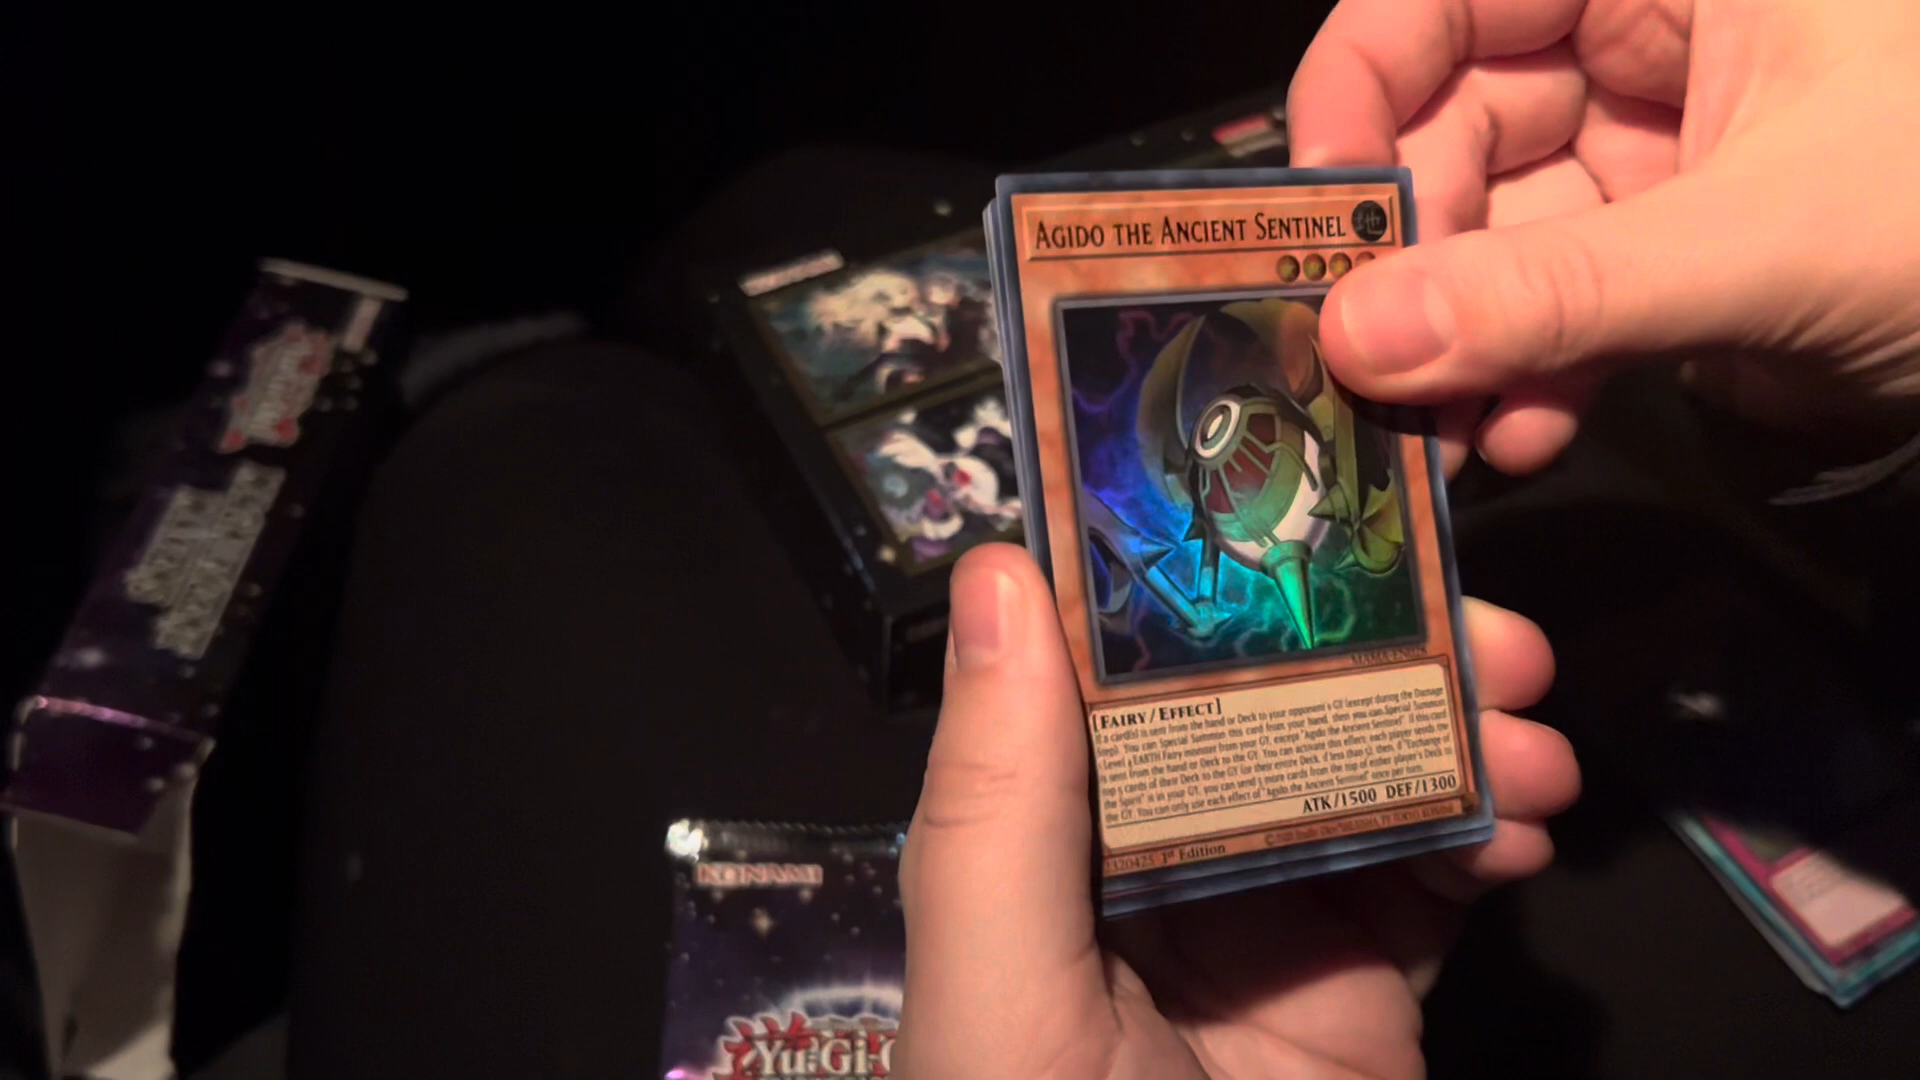 AGIDO THE ANCIENT SENTINEL
MAMA-EN028
[FAIRY / EFFECT]
If a card(s) is sent from the hand or Deck to your opponent's GY (except during the Damage
Step): You can Special Summon this card from your hand, then you can Special Summon
1 Level 4 EARTH Fairy monster from your GY, except "Agido the Ancient Sentinel". If this card
is sent from the hand or Deck to the GY: You can activate this effect; each player sends the
top 5 cards of their Deck to the GY (or their entire Deck, if less than 5), then, if "Exchange of
the Spirit" is in your GY, you can send 5 more cards from the top of either player's Deck to
the GY. You can only use each effect of "Agido the Ancient Sentinel" once per turn.
ATK/1500 DEF/1300
1st Edition
KONAMI
Yu-Gi-